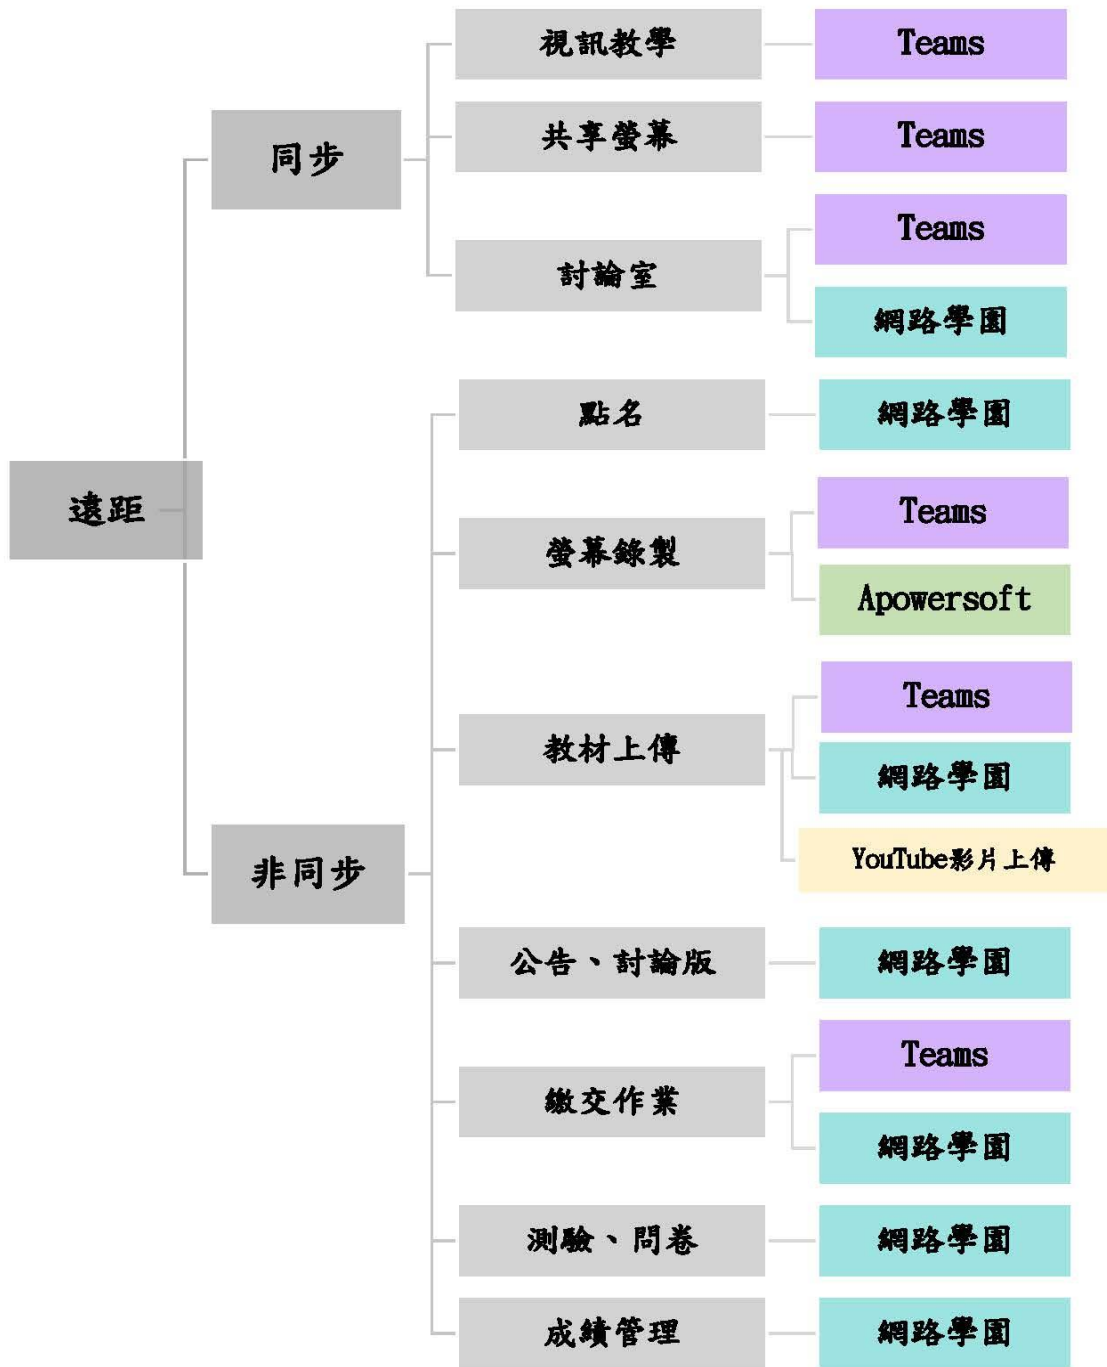 遠距
同步
視訊教學
Teams
共享螢幕
Teams
討論室
Teams
網路學園
非同步
點名
網路學園
螢幕錄製
Teams
Apowersoft
教材上傳
Teams
網路學園
YouTube影片上傳
公告、討論版
網路學園
繳交作業
Teams
網路學園
測驗、問卷
網路學園
成績管理
網路學園